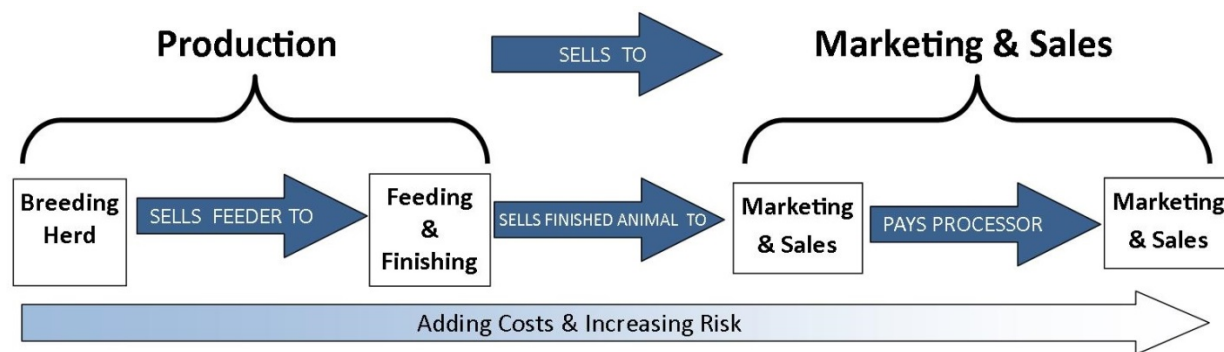 Production
SELLS TO
Marketing & Sales
Breeding
Herd
SELLS FEEDER TO
Feeding
&
Finishing
SELLS FINISHED ANIMAL TO
Marketing
& Sales
PAYS PROCESSOR
Marketing
& Sales
Adding Costs & Increasing Risk